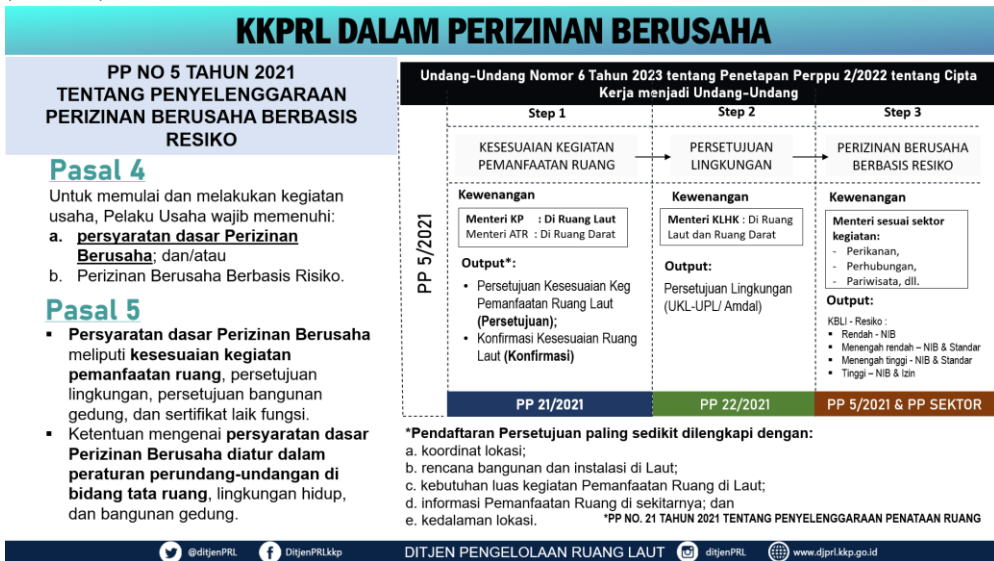 KKPRL DALAM PERIZINAN BERUSAHA
PP NO 5 TAHUN 2021
TENTANG PENYELENGGARAAN
PERIZINAN BERUSAHA BERBASIS
RESIKO
Pasal 4
Untuk memulai dan melakukan kegiatan
usaha, Pelaku Usaha wajib memenuhi:
a. persyaratan dasar Perizinan
Berusaha; dan/atau
b. Perizinan Berusaha Berbasis Risiko.
Pasal 5
▪ Persyaratan dasar Perizinan Berusaha
meliputi kesesuaian kegiatan
pemanfaatan ruang, persetujuan
lingkungan, persetujuan bangunan
gedung, dan sertifikat laik fungsi.
▪ Ketentuan mengenai persyaratan dasar
Perizinan Berusaha diatur dalam
peraturan perundang-undangan di
bidang tata ruang, lingkungan hidup,
dan bangunan gedung.
Undang-Undang Nomor 6 Tahun 2023 tentang Penetapan Perppu 2/2022 tentang Cipta
Kerja menjadi Undang-Undang
PP 5/2021
Step 1
KESESUAIAN KEGIATAN
PEMANFAATAN RUANG
Kewenangan
Menteri KP : Di Ruang Laut
Menteri ATR : Di Ruang Darat
Output*:
• Persetujuan Kesesuaian Keg
Pemanfaatan Ruang Laut
(Persetujuan);
• Konfirmasi Kesesuaian Ruang
Laut (Konfirmasi)
PP 21/2021
Step 2
PERSETUJUAN
LINGKUNGAN
Kewenangan
Menteri KLHK : Di Ruang
Laut dan Ruang Darat
Output:
Persetujuan Lingkungan
(UKL-UPL/ Amdal)
PP 22/2021
Step 3
PERIZINAN BERUSAHA
BERBASIS RESIKO
Kewenangan
Menteri sesuai sektor
kegiatan:
- Perikanan,
- Perhubungan,
- Pariwisata, dll.
Output:
KBLI - Resiko :
▪ Rendah - NIB
▪ Menengah rendah – NIB & Standar
▪ Menengah tinggi - NIB & Standar
▪ Tinggi – NIB & Izin
PP 5/2021 & PP SEKTOR
*Pendaftaran Persetujuan paling sedikit dilengkapi dengan:
a. koordinat lokasi;
b. rencana bangunan dan instalasi di Laut;
c. kebutuhan luas kegiatan Pemanfaatan Ruang di Laut;
d. informasi Pemanfaatan Ruang di sekitarnya; dan
e. kedalaman lokasi.
*PP NO. 21 TAHUN 2021 TENTANG PENYELENGGARAAN PENATAAN RUANG
@ditjenPRL DitjenPRLkkp DITJEN PENGELOLAAN RUANG LAUT ditjenPRL www.djprl.kkp.go.id